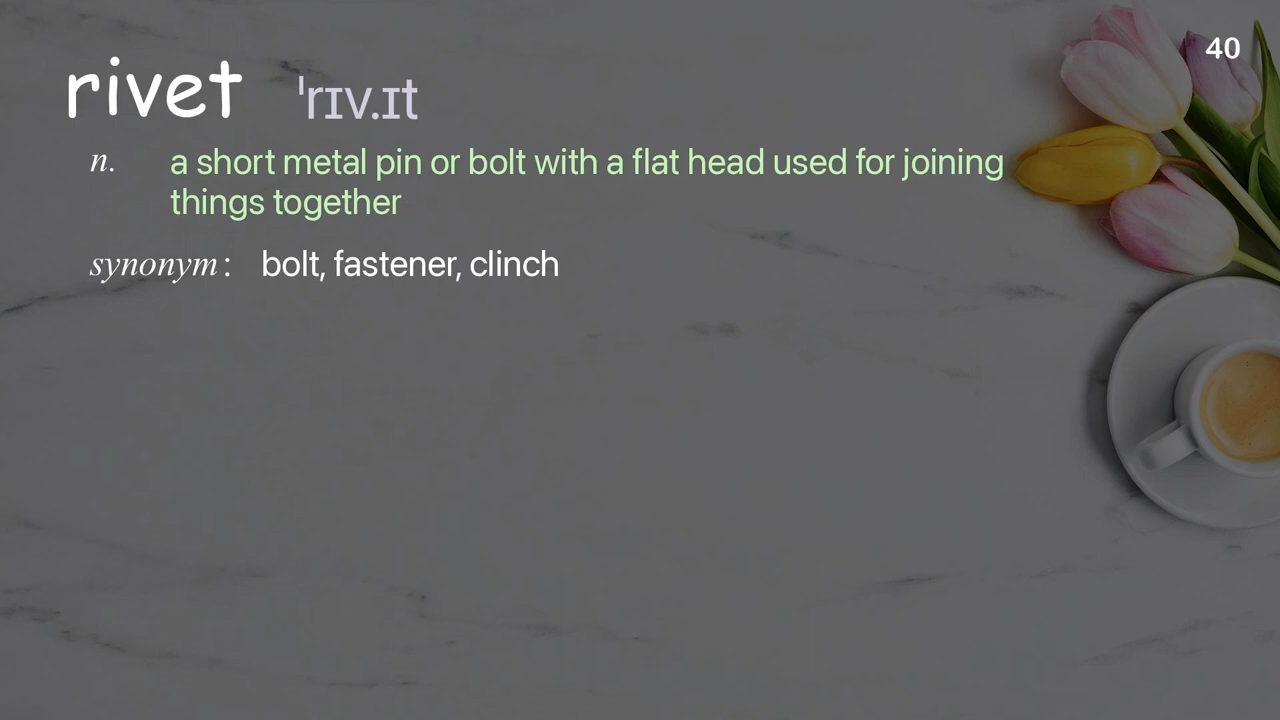 40
rivet ˈrɪv.ɪt
n. a short metal pin or bolt with a flat head used for joining
things together
synonym : bolt, fastener, clinch